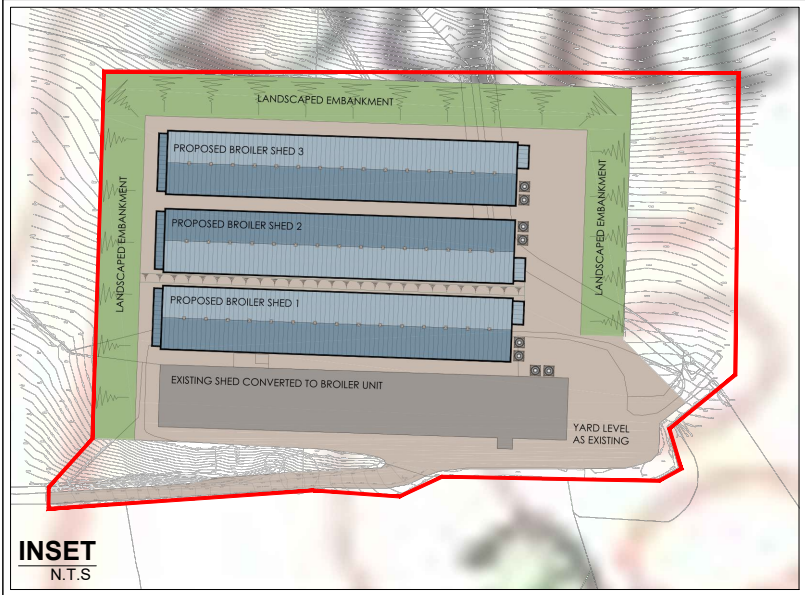 LANDSCAPED EMBANKMENT
PROPOSED BROILER SHED 3
LANDSCAPED EMBANKMENT
LANDSCAPED EMBANKMENT
PROPOSED BROILER SHED 2
PROPOSED BROILER SHED 1
EXISTING SHED CONVERTED TO BROILER UNIT
YARD LEVEL
AS EXISTING
INSET
N.T.S